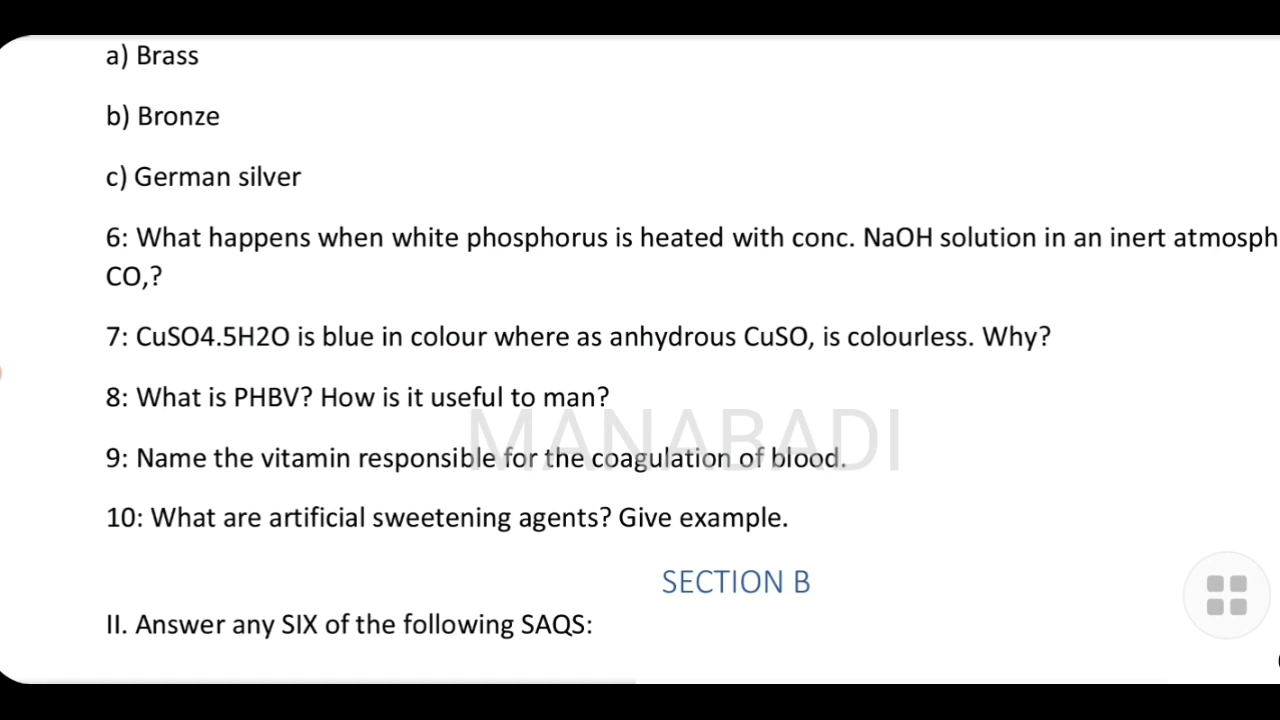 a) Brass
b) Bronze
c) German silver
6: What happens when white phosphorus is heated with conc. NaOH solution in an inert atmosph
CO,?
7: CuSO4.5H2O is blue in colour where as anhydrous CuSO, is colourless. Why?
8: What is PHBV? How is it useful to man?
MANABADI
9: Name the vitamin responsible for the coagulation of blood.
10: What are artificial sweetening agents? Give example.
SECTION B
II. Answer any SIX of the following SAQS: